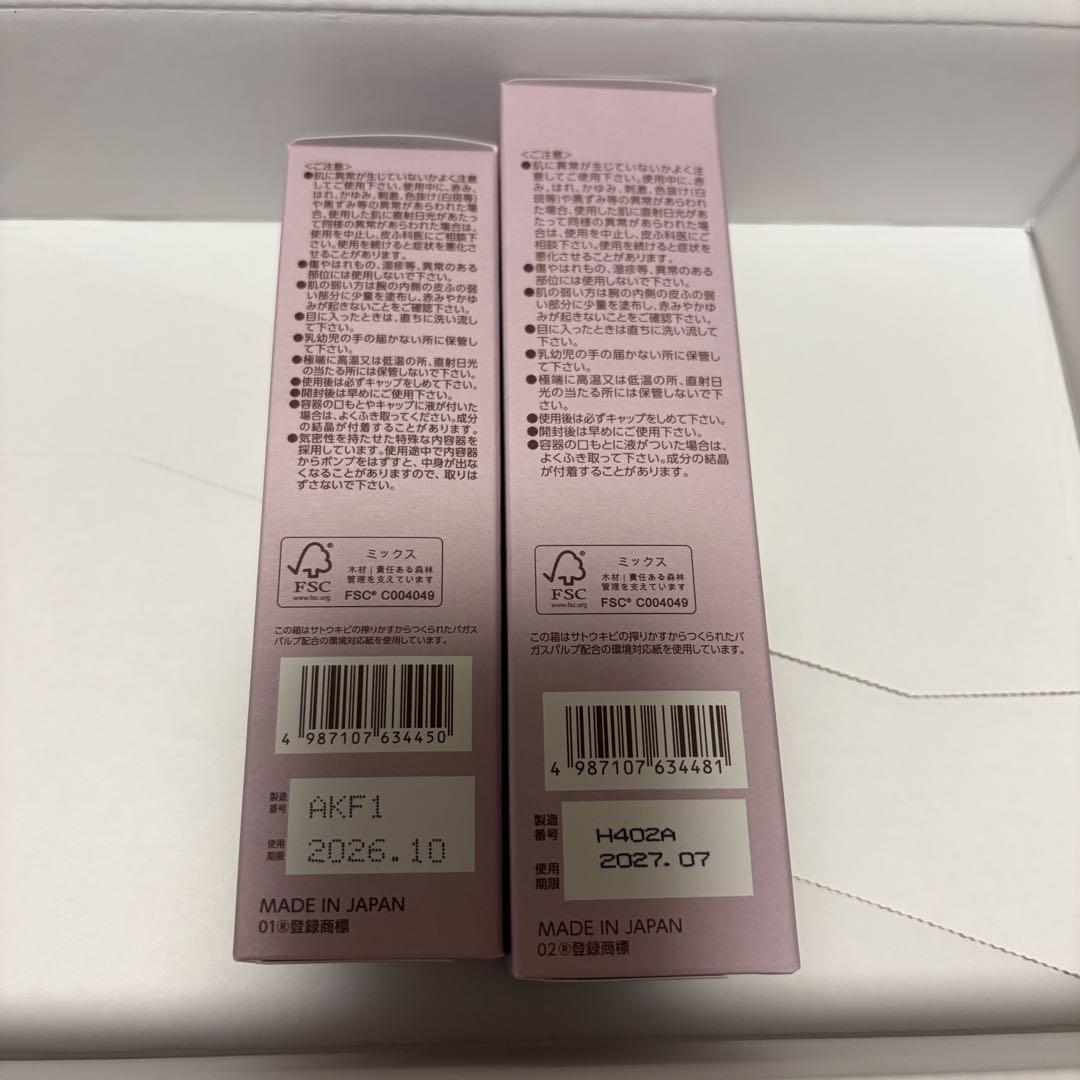 <ご注意>
●肌に異常が生じていないかよく注意
してご使用下さい。使用中に、赤み、
はれ、かゆみ、刺激、色抜け(白斑等)
や黒ずみ等の異常があらわれた場
合、使用した肌に直射日光があたっ
て同様の異常があらわれた場合は、
使用を中止し、皮ふ科医にご相談下
さい。使用を続けると症状を悪化さ
せることがあります。
●傷やはれもの、湿疹等、異常のある
部位には使用しないで下さい。
●肌の弱い方は腕の内側の皮ふの弱
い部分に少量を塗布し、赤みやかゆ
みが起きないことをご確認下さい。
●目に入ったときは、直ちに洗い流し
て下さい。
●乳幼児の手の届かない所に保管し
て下さい。
●極端に高温又は低温の所、直射日光
の当たる所には保管しないで下さい。
●使用後は必ずキャップをしめて下さい。
●開封後は早めにご使用下さい。
●容器の口もとやキャップに液が付いた
場合は、よくふき取ってください。成分
の結晶が付着することがあります。
●気密性を持たせた特殊な内容器を
採用しています。使用途中で内容器
からポンプをはずすと、中身が出な
くなることがありますので、取りは
ずさないで下さい。
FSC
www.fsc.org
ミックス
木材|責任ある森林
管理を支えています
FSC® C004049
この箱はサトウキビの搾りかすからつくられたバガス
パルプ配合の環境対応紙を使用しています。
4 987107 634450
製造
番号
AKF1
使用
期限
2026.10
MADE IN JAPAN
01®登録商標
<ご注意>
●肌に異常が生じていないかよく注
意してご使用下さい。使用中に、赤
み、はれ、かゆみ、刺激、色抜け(白
斑等)や黒ずみ等の異常があらわれ
た場合、使用した肌に直射日光があ
たって同様の異常があらわれた場合
は、使用を中止し、皮ふ科医にご
相談下さい。使用を続けると症状を
悪化させることがあります。
●傷やはれもの、湿疹等、異常のある
部位には使用しないで下さい。
●肌の弱い方は腕の内側の皮ふの弱
い部分に少量を塗布し、赤みやかゆ
みが起きないことをご確認下さい。
●目に入ったときは直ちに洗い流して
下さい。
●乳幼児の手の届かない所に保管し
て下さい。
●極端に高温又は低温の所、直射日
光の当たる所には保管しないで下
さい。
●使用後は必ずキャップをしめて下さい。
●開封後は早めにご使用下さい。
●容器の口もとに液がついた場合は、
よくふき取って下さい。成分の結晶
が付着することがあります。
FSC
www.fsc.org
ミックス
木材|責任ある森林
管理を支えています
FSC® C004049
この箱はサトウキビの搾りかすからつくられたバ
ガスパルプ配合の環境対応紙を使用しています。
4 987107 634481
製造
番号
H402A
使用
期限
2027.07
MADE IN JAPAN
02®登録商標